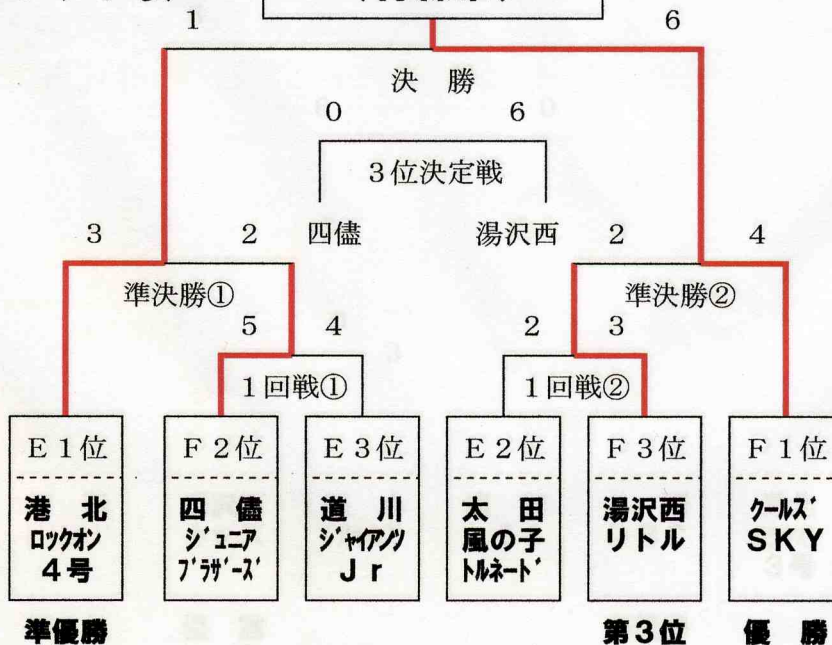 1
6
決 勝
0
6
3位決定戦
四儘
湯沢西
3
2
2
4
準決勝①
準決勝②
5
4
2
3
1回戦①
1回戦②
E1位
F2位
E3位
E2位
F3位
F1位
港 北
ロックオン
4号
四 儘
ジュニア
ブラザーズ
道 川
ジャイアンツ
Jr
太 田
風の子
トルネード
湯沢西
リトル
クールズ
SKY
準優勝
第3位
優 勝